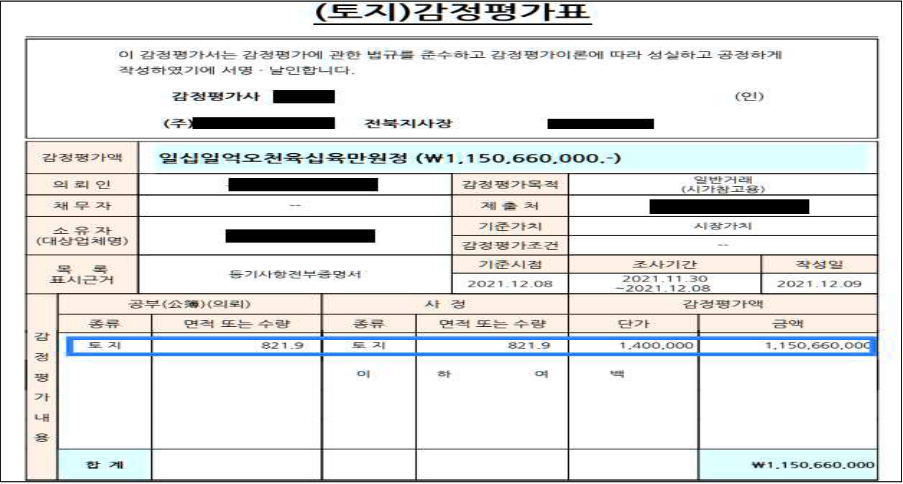 (토지)감정평가표
이 감정평가서는 감정평가에 관한 법규를 준수하고 감정평가이론에 따라 성실하고 공정하게
작성하였기에 서명 · 날인합니다.
감정평가사 (인)
(주) 전북지사장
감정평가액 일십일억오천육십육만원정 (₩1,150,660,000.-)
의 뢰 인 감정평가목적 일반거래
(시가참고용)
채 무 자 -- 제 출 처
소 유 자
(대상업체명) 기준가치 시장가치
감정평가조건 --
목 록
표시근거 등기사항전부증명서 기준시점 조사기간 작성일
2021.12.08 2021.11.30
~2021.12.08 2021.12.09
감정평가내용 공부(公簿)(의뢰) 사 정 감정평가액
종류 면적 또는 수량 종류 면적 또는 수량 단가 금액
토 지 821.9 토 지 821.9 1,400,000 1,150,660,000
이 하 여 백
합 계 ₩1,150,660,000